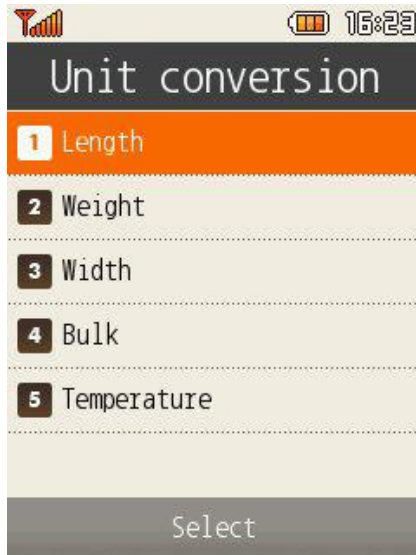 16:23
Unit conversion
1 Length
2 Weight
3 Width
4 Bulk
5 Temperature
Select